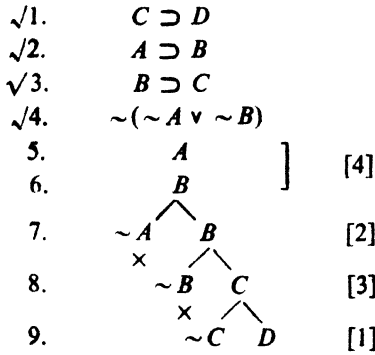 √1. C ⊃ D
√2. A ⊃ B
√3. B ⊃ C
√4. ~(~A v ~B)
5. A
6. B
[4]
7. ~A B [2]
×
8. ~B C [3]
×
9. ~C D [1]